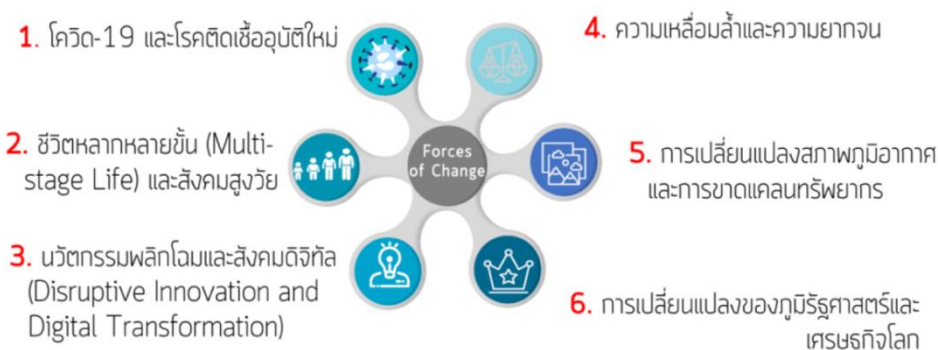 1. โควิด-19 และโรคติดเชื้ออุบัติใหม่
2. ชีวิตหลากหลายขั้น (Multi-
stage Life) และสังคมสูงวัย
3. นวัตกรรมพลิกโฉมและสังคมดิจิทัล
(Disruptive Innovation and
Digital Transformation)
Forces
of Change
4. ความเหลื่อมล้ำและความยากจน
5. การเปลี่ยนแปลงสภาพภูมิอากาศ
และการขาดแคลนทรัพยากร
6. การเปลี่ยนแปลงของภูมิรัฐศาสตร์และ
เศรษฐกิจโลก